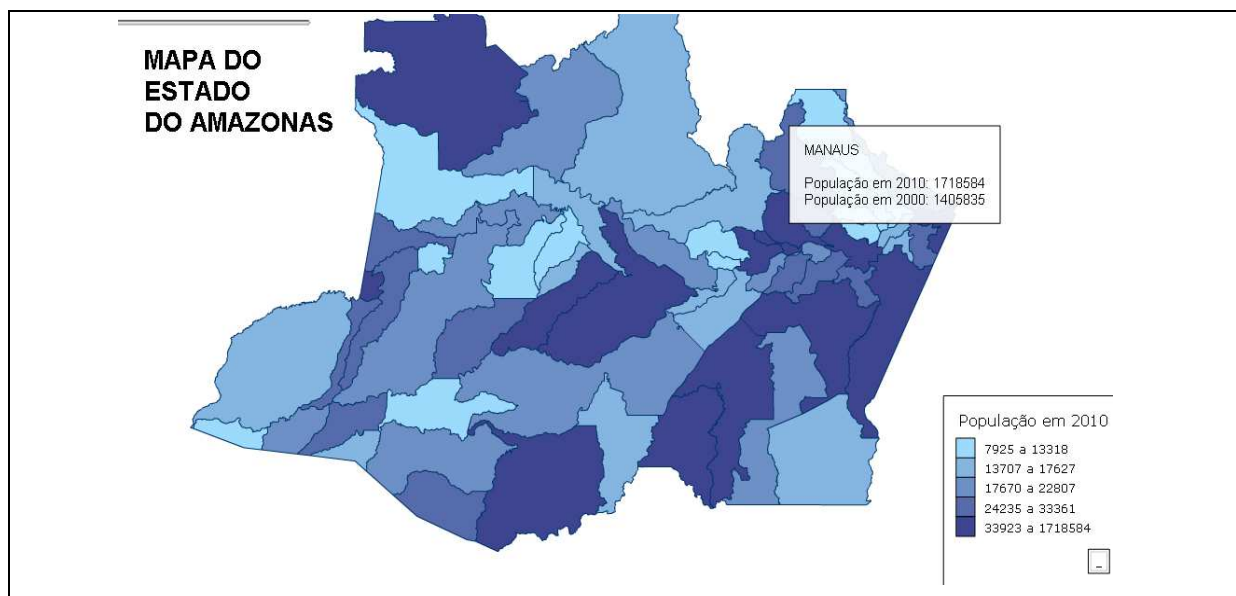 MAPA DO
ESTADO
DO AMAZONAS
MANAUS
População em 2010: 1718584
População em 2000: 1405835
População em 2010
7925 a 13318
13707 a 17627
17670 a 22807
24235 a 33361
33923 a 1718584